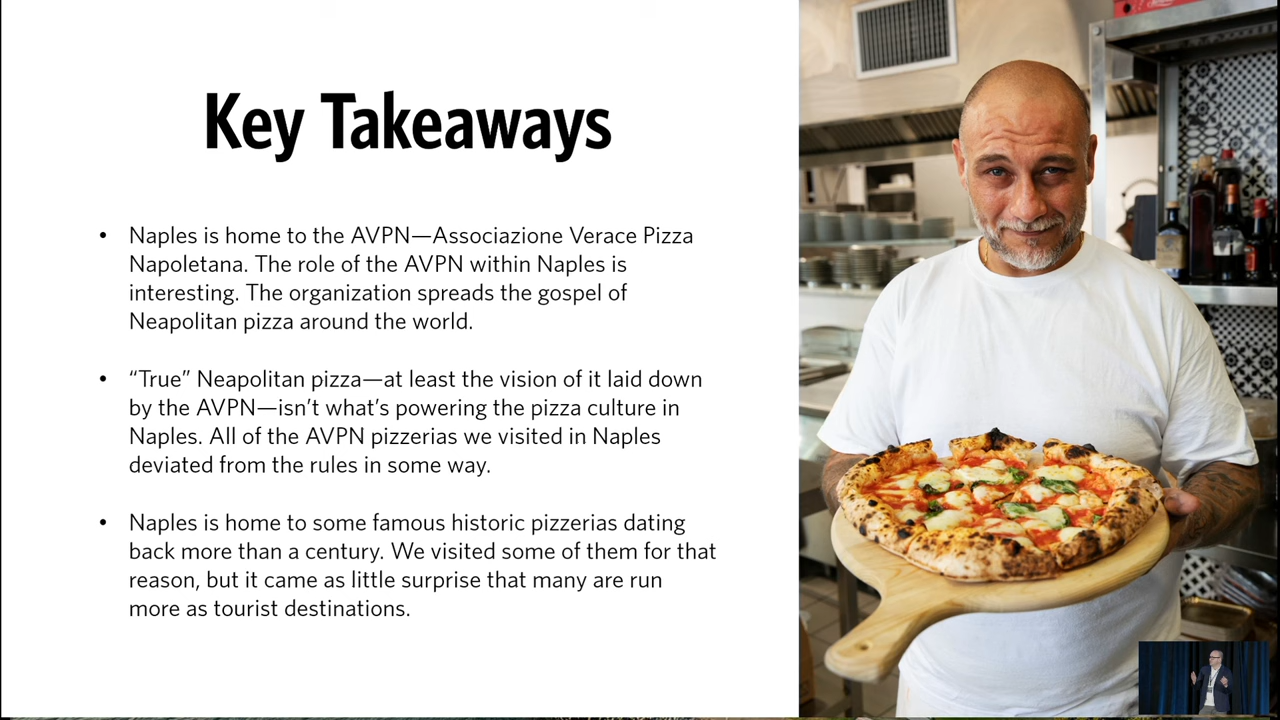 Key Takeaways
• Naples is home to the AVPN—Associazione Verace Pizza
Napoletana. The role of the AVPN within Naples is
interesting. The organization spreads the gospel of
Neapolitan pizza around the world.
• “True” Neapolitan pizza—at least the vision of it laid down
by the AVPN—isn’t what’s powering the pizza culture in
Naples. All of the AVPN pizzerias we visited in Naples
deviated from the rules in some way.
• Naples is home to some famous historic pizzerias dating
back more than a century. We visited some of them for that
reason, but it came as little surprise that many are run
more as tourist destinations.